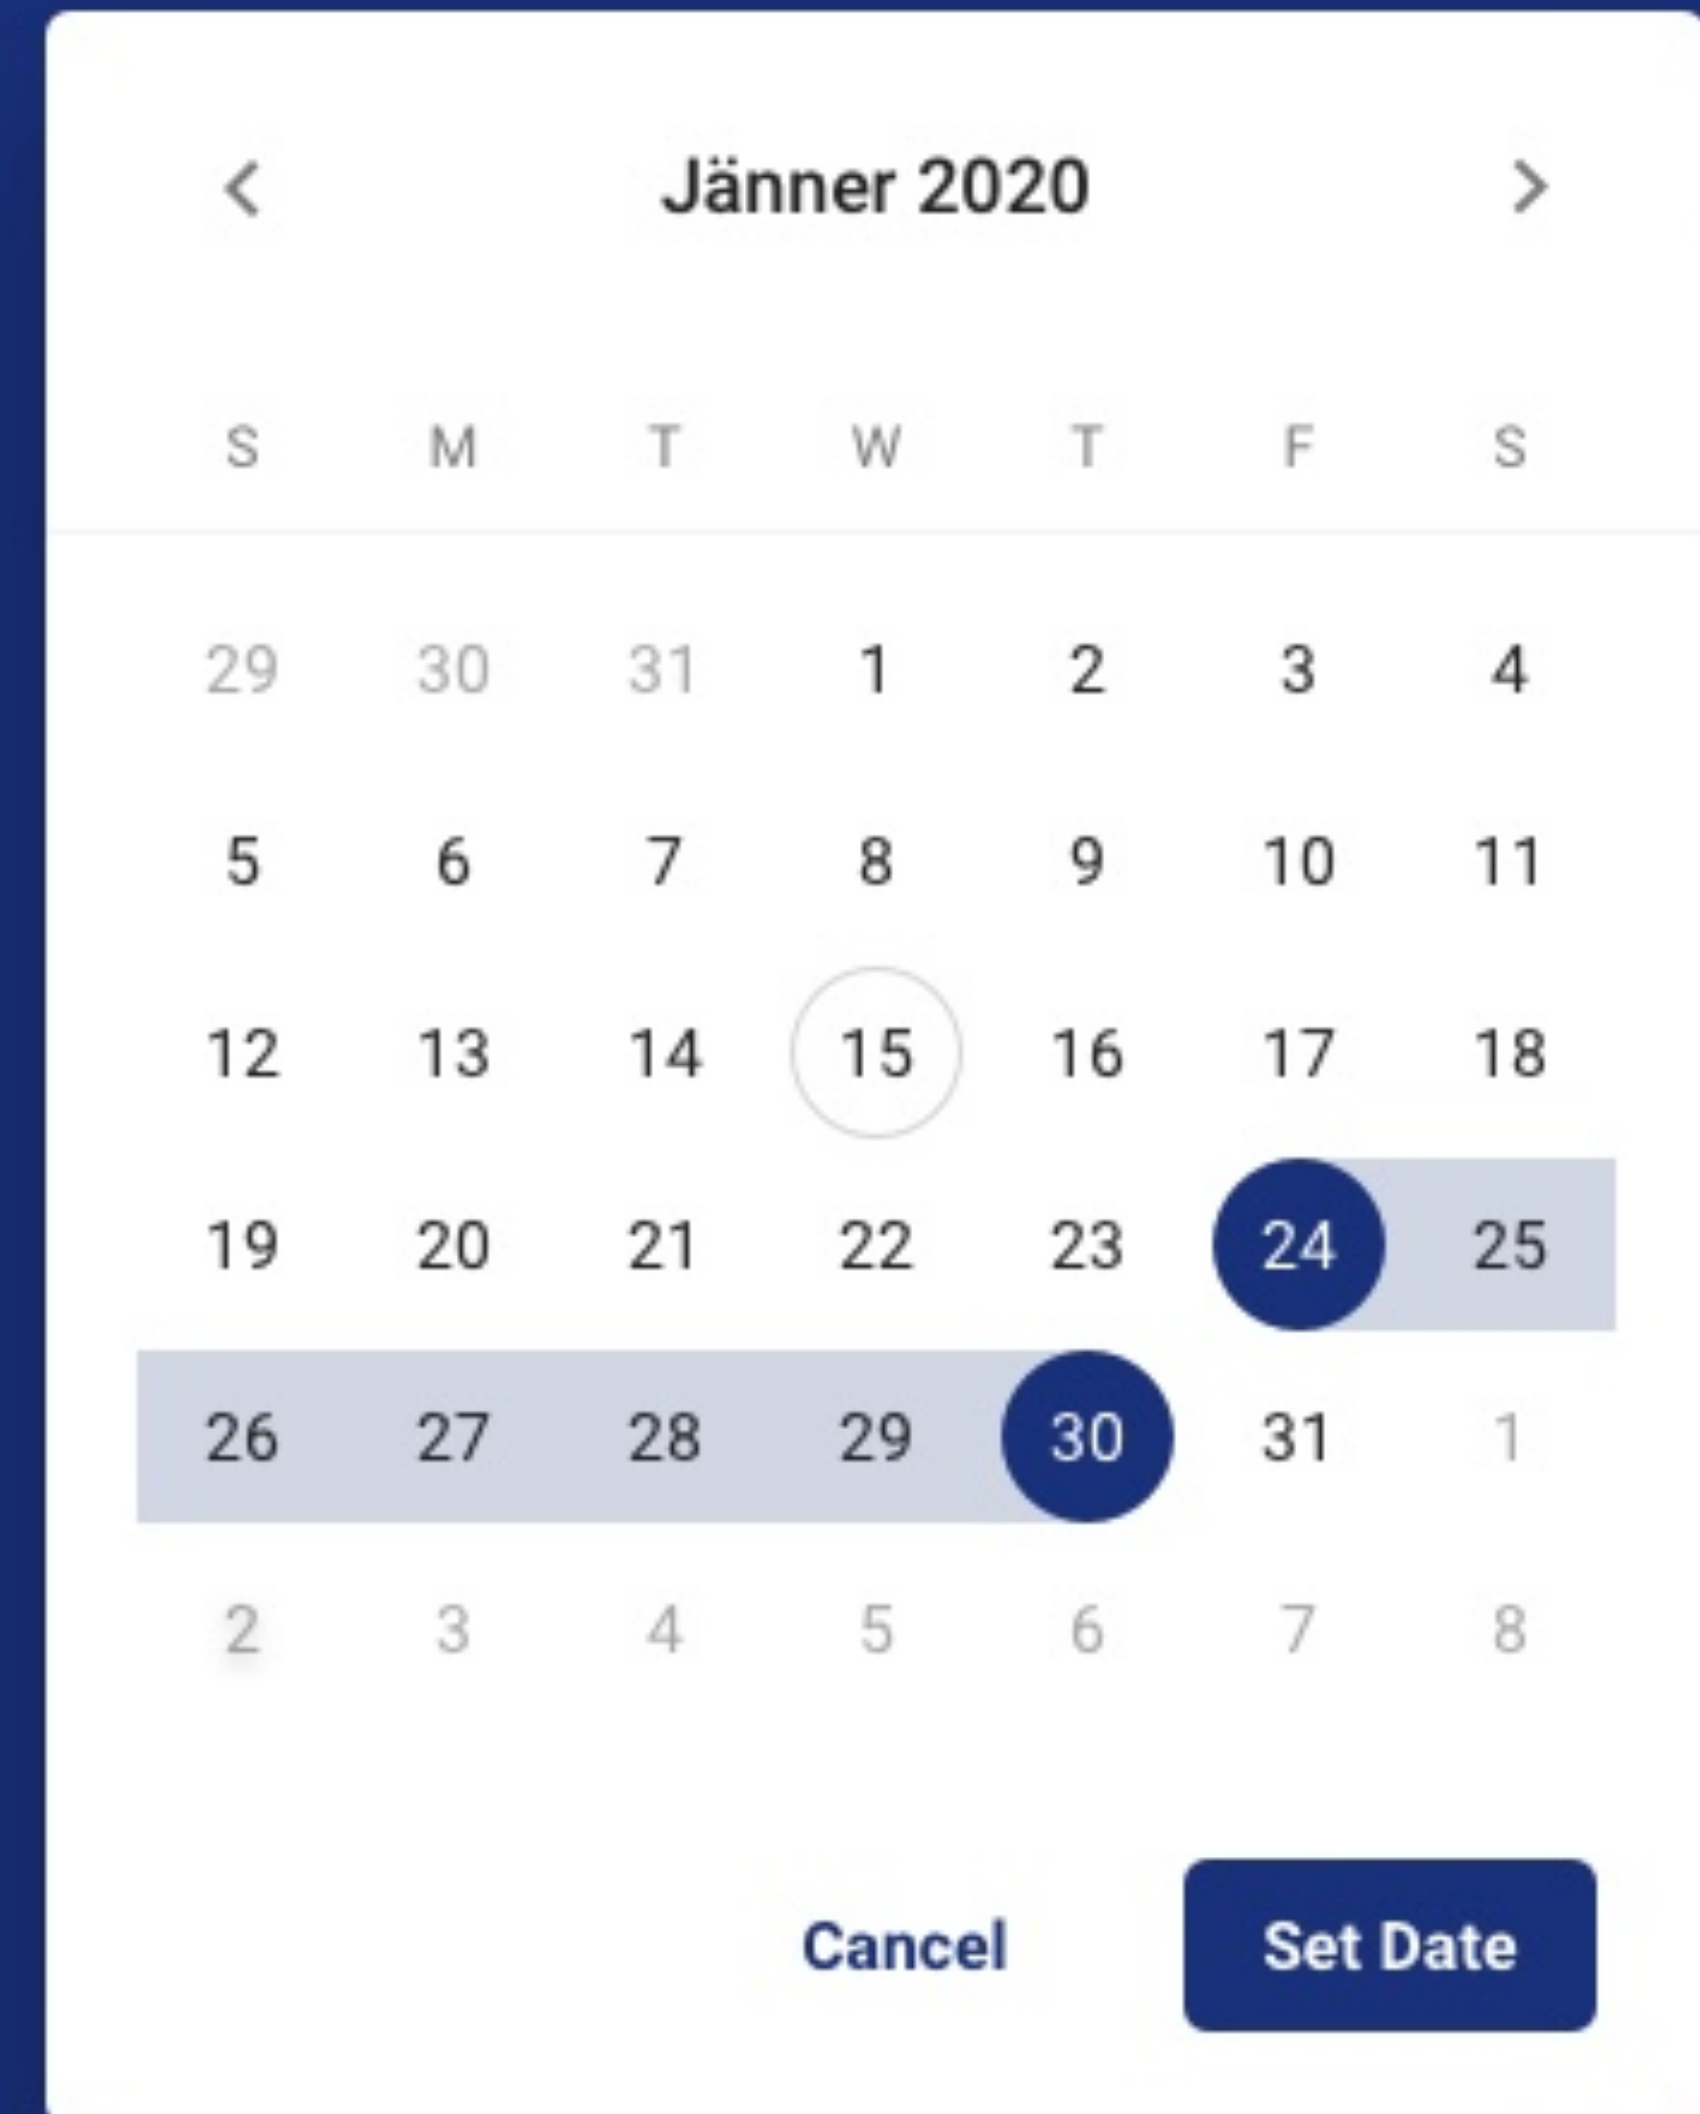 Jänner 2020
S M T W T F S
29 30 31 1 2 3 4
5 6 7 8 9 10 11
12 13 14 15 16 17 18
19 20 21 22 23 24 25
26 27 28 29 30 31 1
2 3 4 5 6 7 8
Cancel Set Date